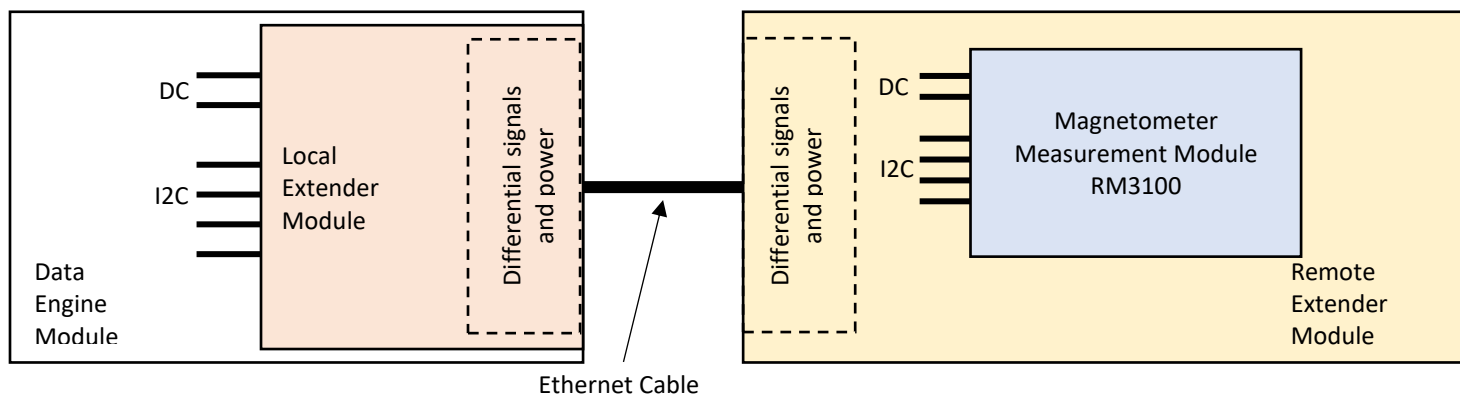 DC
I2C
Local
Extender
Module
Differential signals
and power
Data
Engine
Module
Ethernet Cable
Differential signals
and power
DC
I2C
Magnetometer
Measurement Module
RM3100
Remote
Extender
Module